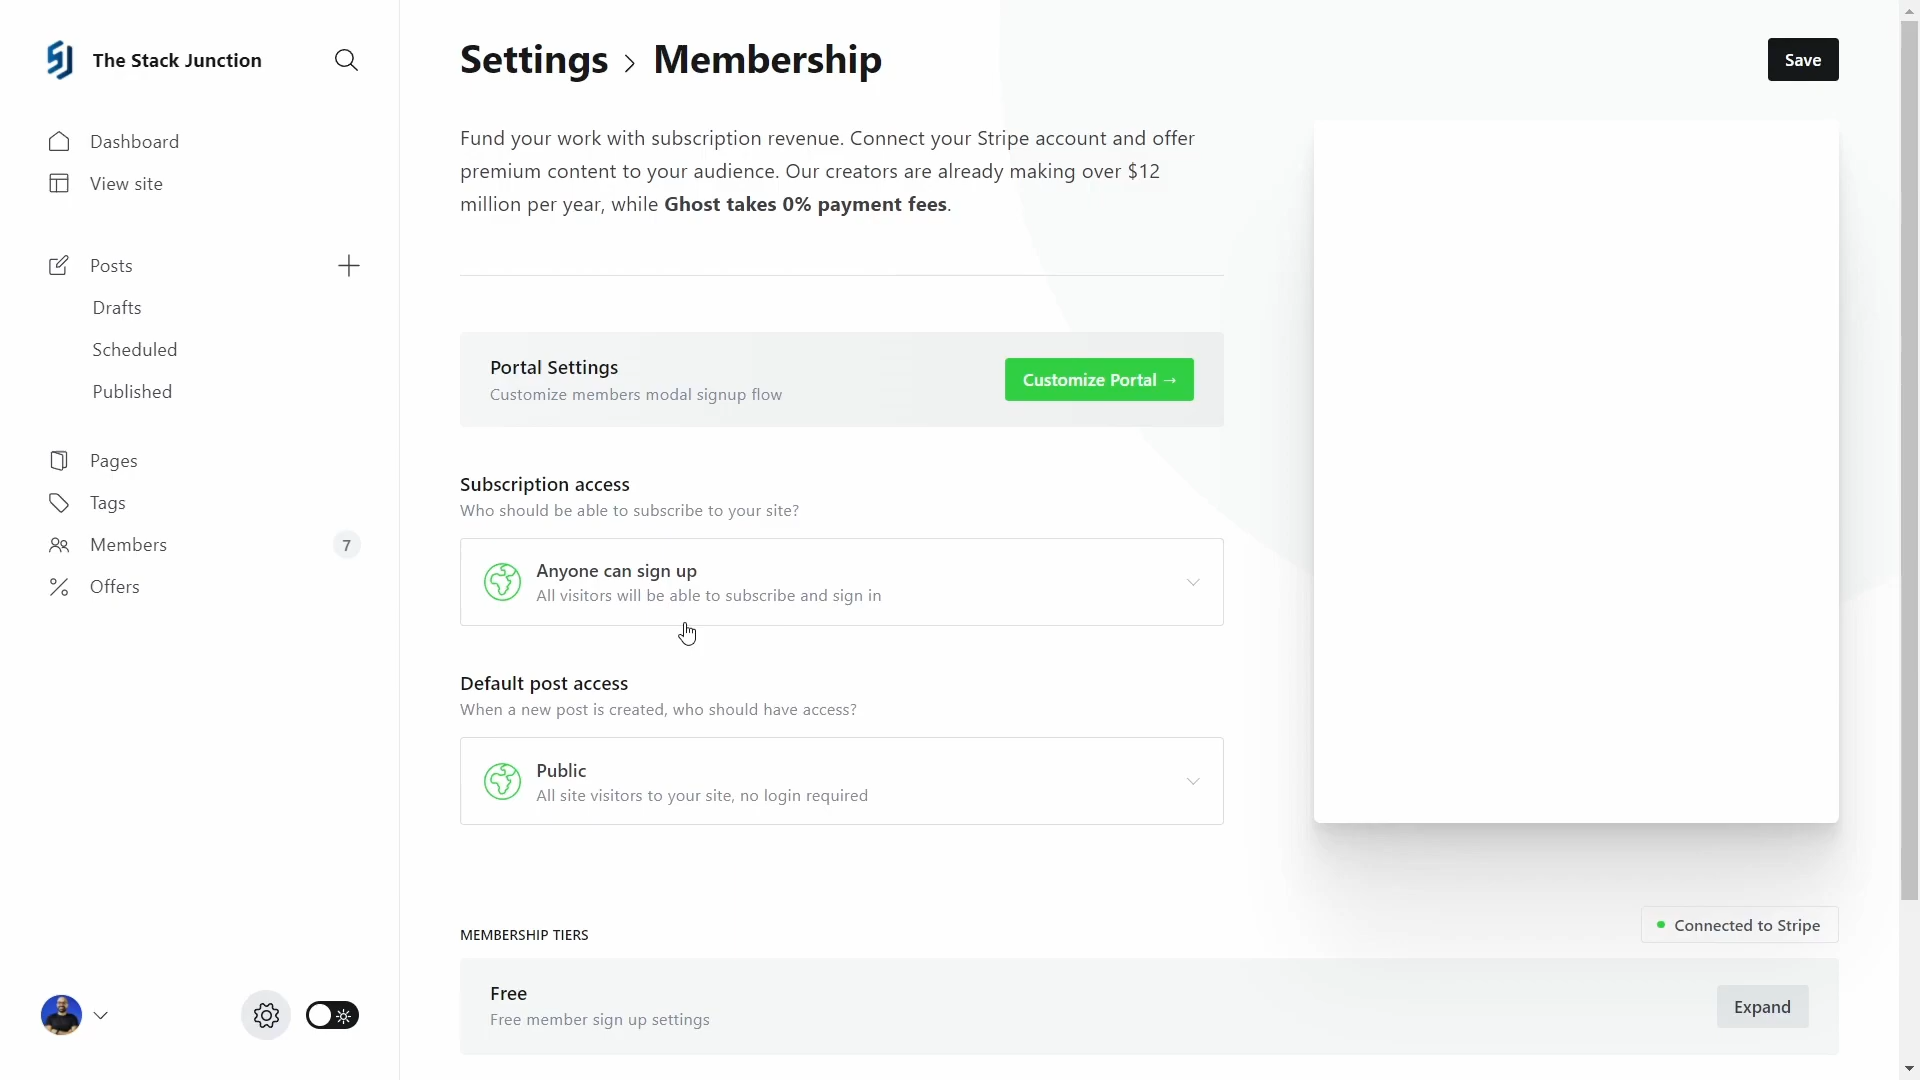 The Stack Junction
Dashboard
View site
Posts
Drafts
Scheduled
Published
Pages
Tags
Members 7
Offers
Settings › Membership
Save
Fund your work with subscription revenue. Connect your Stripe account and offer
premium content to your audience. Our creators are already making over $12
million per year, while Ghost takes 0% payment fees.
Portal Settings
Customize members modal signup flow
Customize Portal →
Subscription access
Who should be able to subscribe to your site?
Anyone can sign up
All visitors will be able to subscribe and sign in
Default post access
When a new post is created, who should have access?
Public
All site visitors to your site, no login required
MEMBERSHIP TIERS
Connected to Stripe
Free
Free member sign up settings
Expand